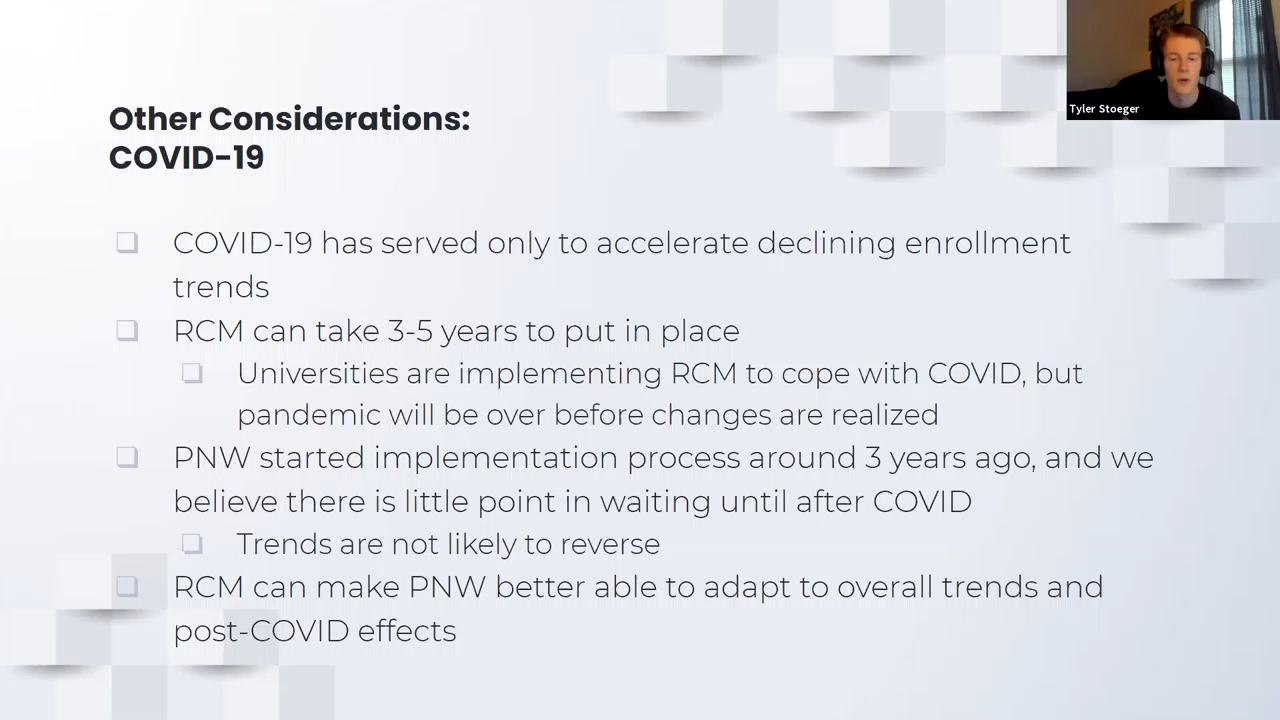 Tyler Stoeger
Other Considerations:
COVID-19
COVID-19 has served only to accelerate declining enrollment
trends
RCM can take 3-5 years to put in place
Universities are implementing RCM to cope with COVID, but
pandemic will be over before changes are realized
PNW started implementation process around 3 years ago, and we
believe there is little point in waiting until after COVID
Trends are not likely to reverse
RCM can make PNW better able to adapt to overall trends and
post-COVID effects